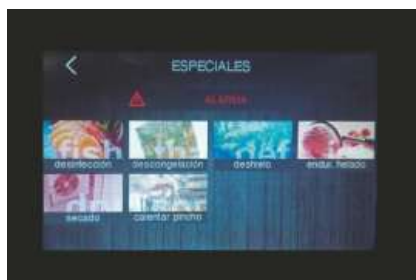 ESPECIALES
ALARMA
desinfección
descongelación
deshielo
endur. helado
secado
calentar pincho